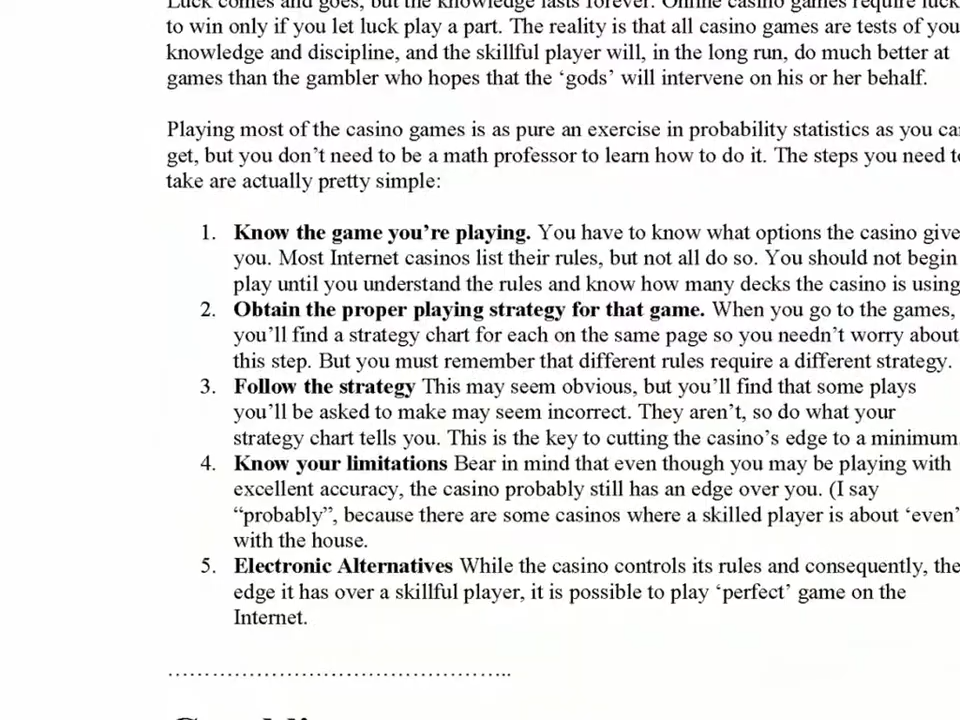 Luck comes and goes, but the knowledge lasts forever. Online casino games require luck
to win only if you let luck play a part. The reality is that all casino games are tests of you
knowledge and discipline, and the skillful player will, in the long run, do much better at
games than the gambler who hopes that the ‘gods’ will intervene on his or her behalf.
Playing most of the casino games is as pure an exercise in probability statistics as you ca
get, but you don’t need to be a math professor to learn how to do it. The steps you need t
take are actually pretty simple:
1. Know the game you’re playing. You have to know what options the casino give
you. Most Internet casinos list their rules, but not all do so. You should not begin
play until you understand the rules and know how many decks the casino is using
2. Obtain the proper playing strategy for that game. When you go to the games,
you’ll find a strategy chart for each on the same page so you needn’t worry about
this step. But you must remember that different rules require a different strategy.
3. Follow the strategy This may seem obvious, but you’ll find that some plays
you’ll be asked to make may seem incorrect. They aren’t, so do what your
strategy chart tells you. This is the key to cutting the casino’s edge to a minimum.
4. Know your limitations Bear in mind that even though you may be playing with
excellent accuracy, the casino probably still has an edge over you. (I say
“probably”, because there are some casinos where a skilled player is about ‘even’
with the house.
5. Electronic Alternatives While the casino controls its rules and consequently, the
edge it has over a skillful player, it is possible to play ‘perfect’ game on the
Internet.
…………………………………………..